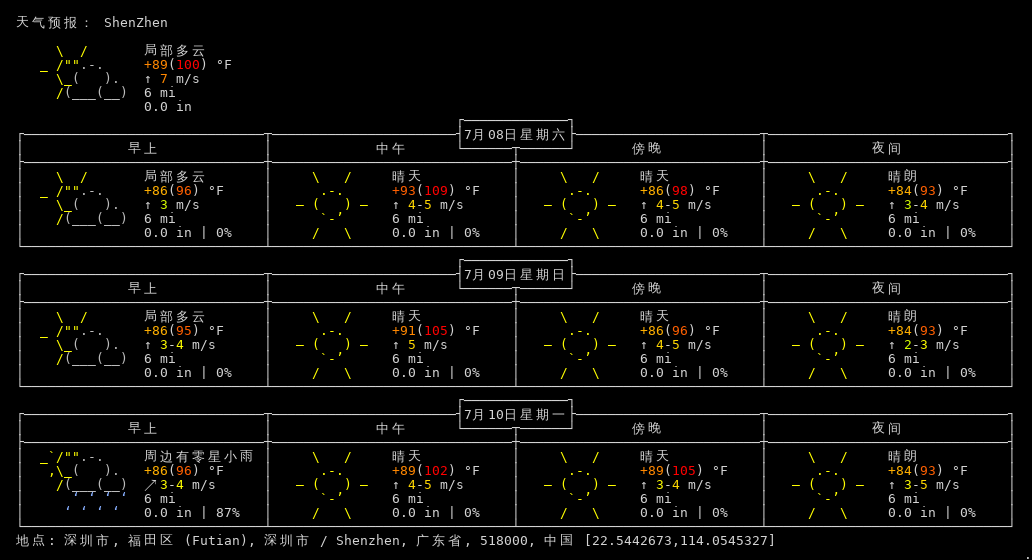 天气预报： ShenZhen
局部多云
+89(100) °F
↑ 7 m/s
6 mi
0.0 in
7月08日星期六
早上 中午 傍晚 夜间
局部多云 晴天 晴天 晴朗
+86(96) °F +93(109) °F +86(98) °F +84(93) °F
↑ 3 m/s ↑ 4-5 m/s ↑ 4-5 m/s ↑ 3-4 m/s
6 mi 6 mi 6 mi 6 mi
0.0 in | 0% 0.0 in | 0% 0.0 in | 0% 0.0 in | 0%
7月09日星期日
早上 中午 傍晚 夜间
局部多云 晴天 晴天 晴朗
+86(95) °F +91(105) °F +86(96) °F +84(93) °F
↑ 3-4 m/s ↑ 5 m/s ↑ 4-5 m/s ↑ 2-3 m/s
6 mi 6 mi 6 mi 6 mi
0.0 in | 0% 0.0 in | 0% 0.0 in | 0% 0.0 in | 0%
7月10日星期一
早上 中午 傍晚 夜间
周边有零星小雨 晴天 晴天 晴朗
+86(96) °F +89(102) °F +89(105) °F +84(93) °F
↗3-4 m/s ↑ 4-5 m/s ↑ 3-4 m/s ↑ 3-5 m/s
6 mi 6 mi 6 mi 6 mi
0.0 in | 87% 0.0 in | 0% 0.0 in | 0% 0.0 in | 0%
地点: 深圳市, 福田区 (Futian), 深圳市 / Shenzhen, 广东省, 518000, 中国 [22.5442673,114.0545327]